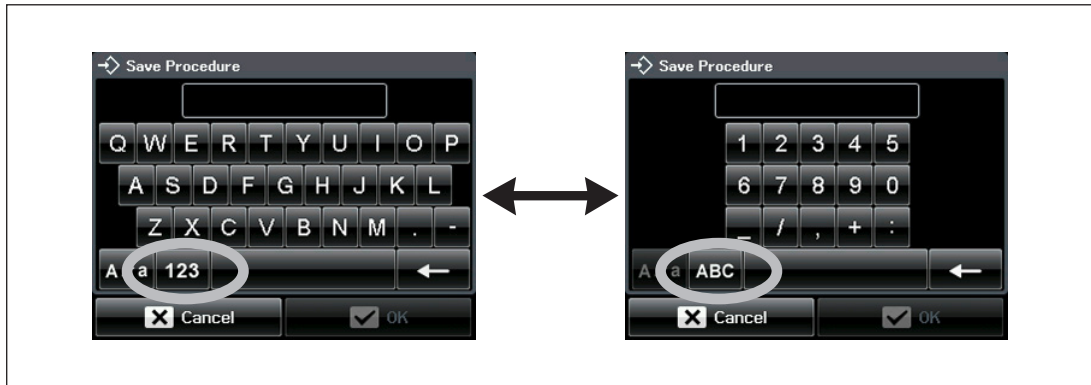 Save Procedure
Q W E R T Y U I O P
A S D F G H J K L
Z X C V B N M . -
A a 123
Cancel OK
Save Procedure
1 2 3 4 5
6 7 8 9 0
_ / , + :
A a ABC
Cancel OK